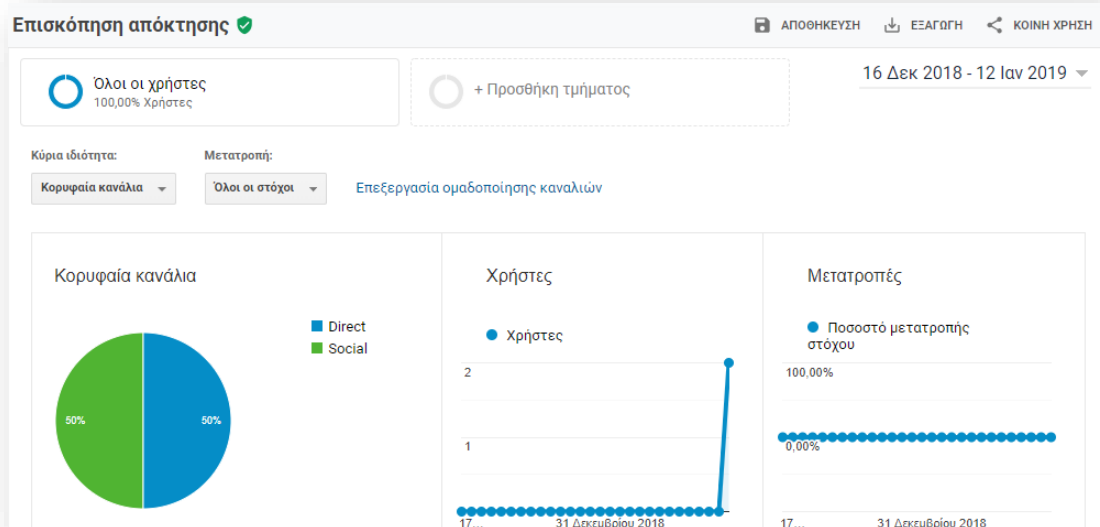 Επισκόπηση απόκτησης
ΑΠΟΘΗΚΕΥΣΗ
ΕΞΑΓΩΓΗ
ΚΟΙΝΗ ΧΡΗΣΗ
Όλοι οι χρήστες
100,00% Χρήστες
+ Προσθήκη τμήματος
16 Δεκ 2018 - 12 Ιαν 2019
Κύρια ιδιότητα:
Μετατροπή:
Κορυφαία κανάλια
Όλοι οι στόχοι
Επεξεργασία ομαδοποίησης καναλιών
Κορυφαία κανάλια
Direct
Social
50%
50%
Χρήστες
Χρήστες
2
1
17…
31 Δεκεμβρίου 2018
Μετατροπές
Ποσοστό μετατροπής
στόχου
100,00%
0,00%
17…
31 Δεκεμβρίου 2018